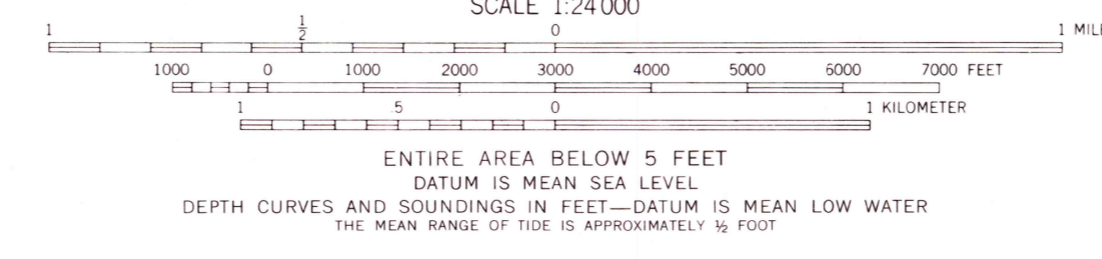 SCALE 1:24 000
1 ½ 0 1
1000 0 1000 2000 3000 4000 5000 6000 7000 FEET
1 .5 0 1 KILOMETER
ENTIRE AREA BELOW 5 FEET
DATUM IS MEAN SEA LEVEL
DEPTH CURVES AND SOUNDINGS IN FEET—DATUM IS MEAN LOW WATER
THE MEAN RANGE OF TIDE IS APPROXIMATELY ½ FOOT